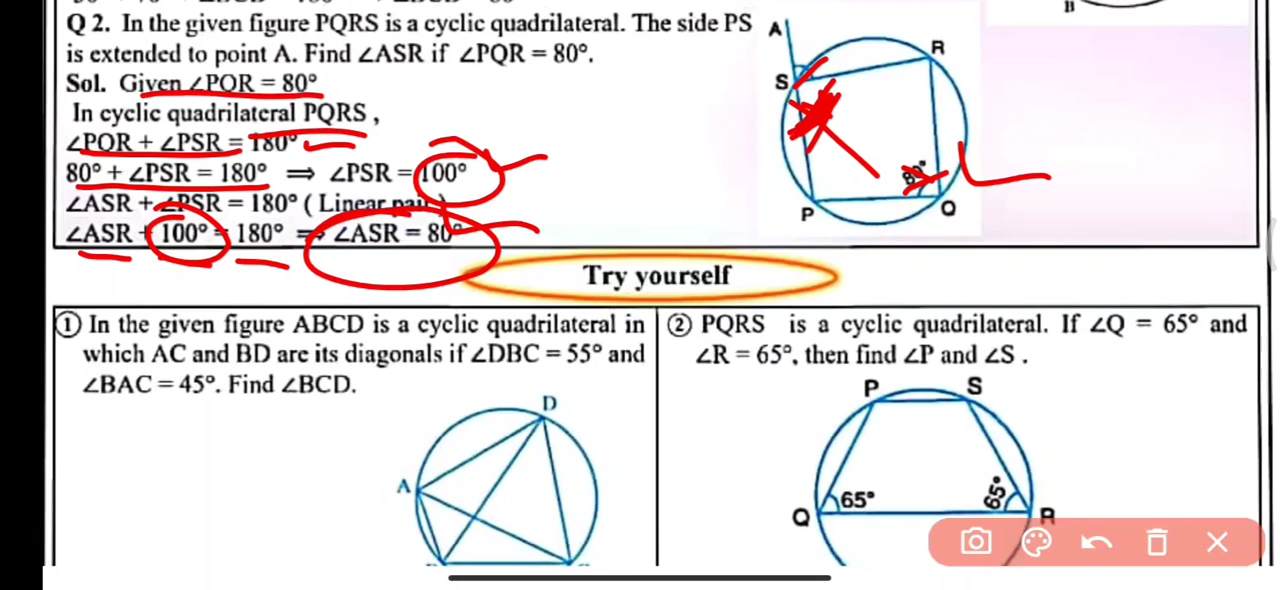 Q 2. In the given figure PQRS is a cyclic quadrilateral. The side PS
is extended to point A. Find ∠ASR if ∠PQR = 80°.
Sol. Given ∠PQR = 80°
In cyclic quadrilateral PQRS ,
∠PQR + ∠PSR = 180°
80° + ∠PSR = 180° ⟹ ∠PSR = 100°
∠ASR + ∠PSR = 180° ( Linear pair )
∠ASR + 100° = 180° ⟹ ∠ASR = 80°
A
R
S
80°
P
Q
B
Try yourself
① In the given figure ABCD is a cyclic quadrilateral in
which AC and BD are its diagonals if ∠DBC = 55° and
∠BAC = 45°. Find ∠BCD.
D
A
② PQRS is a cyclic quadrilateral. If ∠Q = 65° and
∠R = 65°, then find ∠P and ∠S .
P
S
65°
65°
Q
R